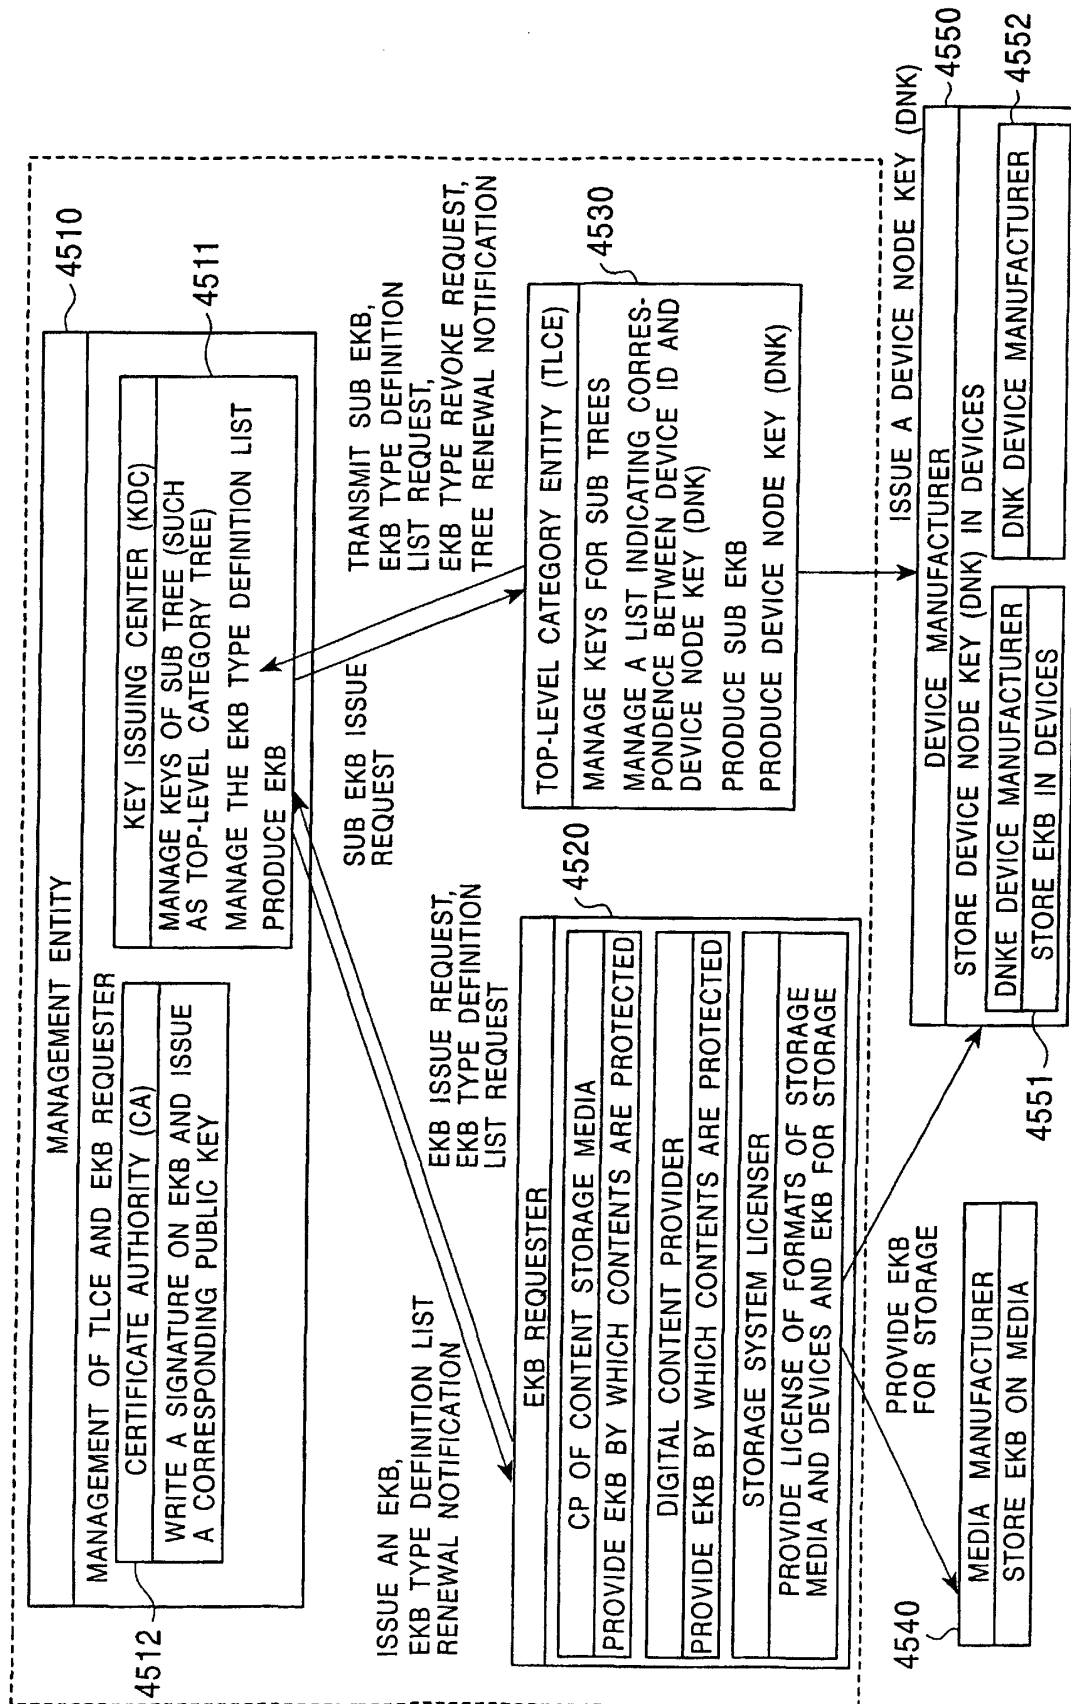 MANAGEMENT ENTITY
4510
MANAGEMENT OF TLCE AND EKB REQUESTER
CERTIFICATE AUTHORITY (CA)
WRITE A SIGNATURE ON EKB AND ISSUE
A CORRESPONDING PUBLIC KEY
4512
KEY ISSUING CENTER (KDC)
MANAGE KEYS OF SUB TREE (SUCH
AS TOP-LEVEL CATEGORY TREE)
MANAGE THE EKB TYPE DEFINITION LIST
PRODUCE EKB
4511
ISSUE AN EKB,
EKB TYPE DEFINITION LIST
RENEWAL NOTIFICATION
EKB ISSUE REQUEST,
EKB TYPE DEFINITION
LIST REQUEST
SUB EKB ISSUE
REQUEST
TRANSMIT SUB EKB,
EKB TYPE DEFINITION
LIST REQUEST,
EKB TYPE REVOKE REQUEST,
TREE RENEWAL NOTIFICATION
4520
EKB REQUESTER
CP OF CONTENT STORAGE MEDIA
PROVIDE EKB BY WHICH CONTENTS ARE PROTECTED
DIGITAL CONTENT PROVIDER
PROVIDE EKB BY WHICH CONTENTS ARE PROTECTED
STORAGE SYSTEM LICENSER
PROVIDE LICENSE OF FORMATS OF STORAGE
MEDIA AND DEVICES AND EKB FOR STORAGE
4530
TOP-LEVEL CATEGORY ENTITY (TLCE)
MANAGE KEYS FOR SUB TREES
MANAGE A LIST INDICATING CORRES-
PONDENCE BETWEEN DEVICE ID AND
DEVICE NODE KEY (DNK)
PRODUCE SUB EKB
PRODUCE DEVICE NODE KEY (DNK)
PROVIDE EKB
FOR STORAGE
ISSUE A DEVICE NODE KEY (DNK)
4540
MEDIA MANUFACTURER
STORE EKB ON MEDIA
4550
DEVICE MANUFACTURER
STORE DEVICE NODE KEY (DNK) IN DEVICES
DNKE DEVICE MANUFACTURER
STORE EKB IN DEVICES
4551
DNK DEVICE MANUFACTURER
4552